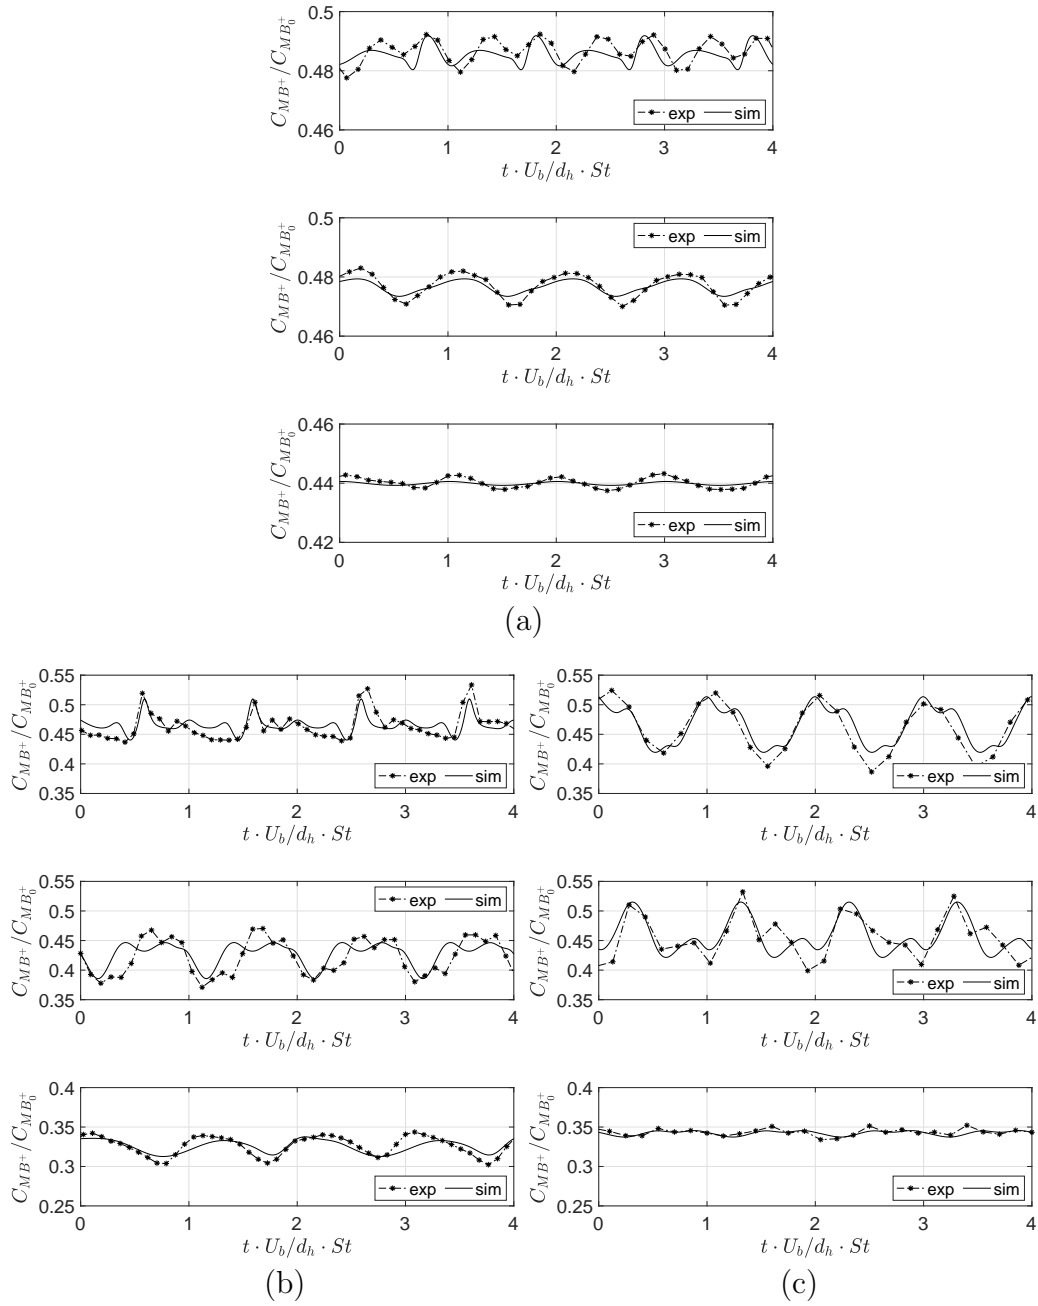 0.5
0.48
0.46
C_{MB^+}/C_{MB_0^+}
exp sim
0 1 2 3 4
t · U_b/d_h · St
0.5
0.48
0.46
C_{MB^+}/C_{MB_0^+}
exp sim
0 1 2 3 4
t · U_b/d_h · St
0.46
0.44
0.42
C_{MB^+}/C_{MB_0^+}
exp sim
0 1 2 3 4
t · U_b/d_h · St
(a)
0.55
0.5
0.45
0.4
0.35
C_{MB^+}/C_{MB_0^+}
exp sim
0 1 2 3 4
t · U_b/d_h · St
0.55
0.5
0.45
0.4
0.35
C_{MB^+}/C_{MB_0^+}
exp sim
0 1 2 3 4
t · U_b/d_h · St
0.4
0.35
0.3
0.25
C_{MB^+}/C_{MB_0^+}
exp sim
0 1 2 3 4
t · U_b/d_h · St
(b)
0.55
0.5
0.45
0.4
0.35
C_{MB^+}/C_{MB_0^+}
exp sim
0 1 2 3 4
t · U_b/d_h · St
0.55
0.5
0.45
0.4
0.35
C_{MB^+}/C_{MB_0^+}
exp sim
0 1 2 3 4
t · U_b/d_h · St
0.4
0.35
0.3
0.25
C_{MB^+}/C_{MB_0^+}
exp sim
0 1 2 3 4
t · U_b/d_h · St
(c)